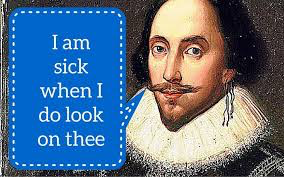 I am
sick
when I
do look
on thee